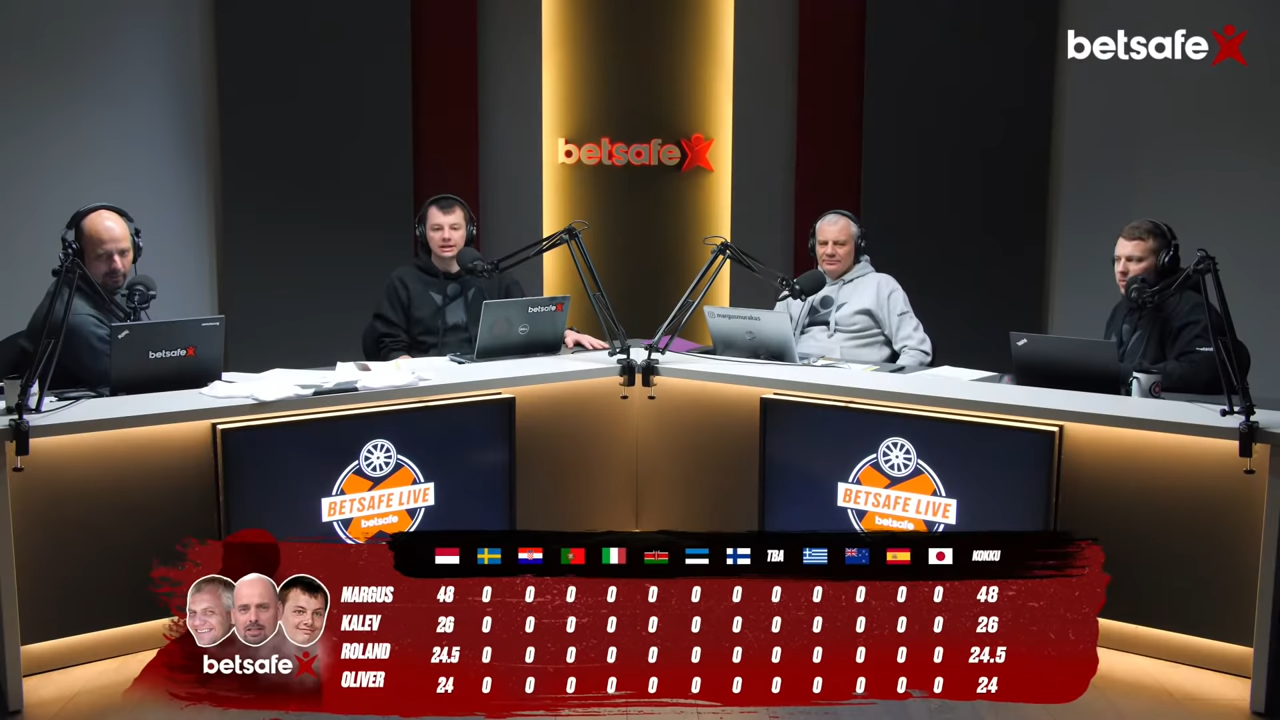 betsafe
betsafe
betsafe
betsafe
margusmurakas
BETSAFE LIVE
betsafe
BETSAFE LIVE
betsafe
TBA KOKKU
MARGUS 48 0 0 0 0 0 0 0 0 0 0 0 0 48
KALEV 26 0 0 0 0 0 0 0 0 0 0 0 0 26
ROLAND 24.5 0 0 0 0 0 0 0 0 0 0 0 0 24.5
OLIVER 24 0 0 0 0 0 0 0 0 0 0 0 0 24
betsafe